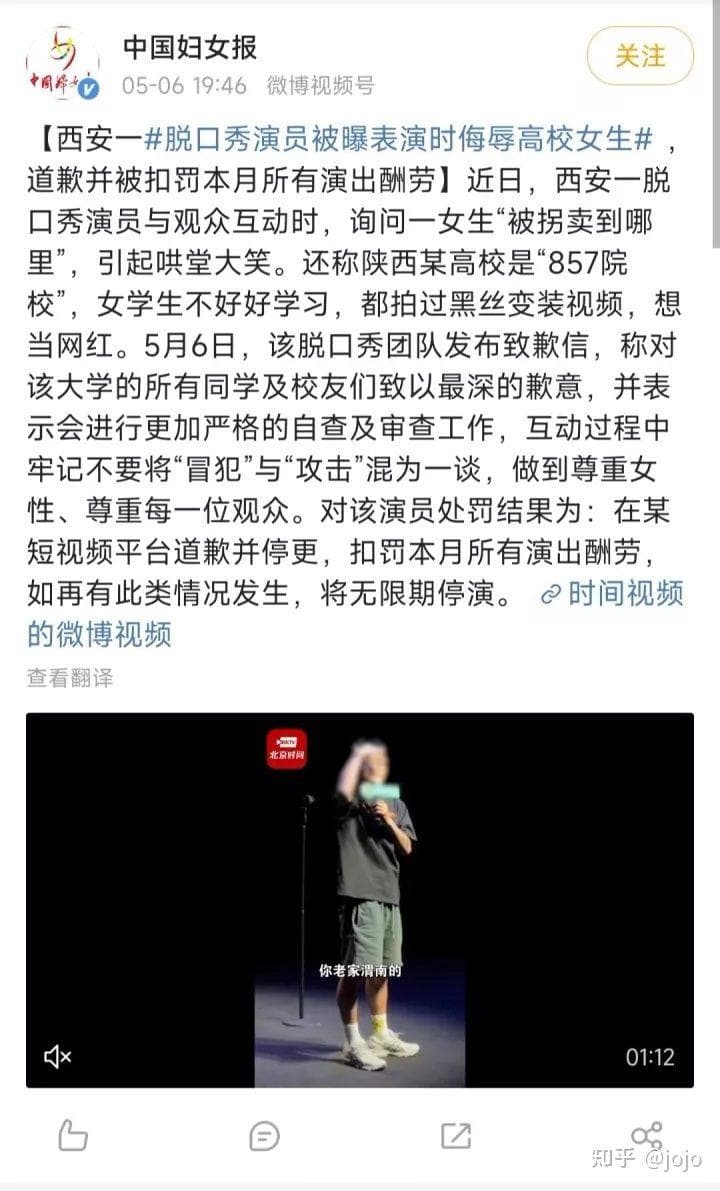 中国妇女报
05-06 19:46 微博视频号
关注
中国妇女
【西安一#脱口秀演员被曝表演时侮辱高校女生#，
道歉并被扣罚本月所有演出酬劳】近日，西安一脱
口秀演员与观众互动时，询问一女生“被拐卖到哪
里”，引起哄堂大笑。还称陕西某高校是“857院
校”，女学生不好好学习，都拍过黑丝变装视频，想
当网红。5月6日，该脱口秀团队发布致歉信，称对
该大学的所有同学及校友们致以最深的歉意，并表
示会进行更加严格的自查及审查工作，互动过程中
牢记不要将“冒犯”与“攻击”混为一谈，做到尊重女
性、尊重每一位观众。对该演员处罚结果为：在某
短视频平台道歉并停更，扣罚本月所有演出酬劳，
如再有此类情况发生，将无限期停演。 时间视频
的微博视频
查看翻译
北京时间
你老家渭南的
01:12
知乎 @jojo